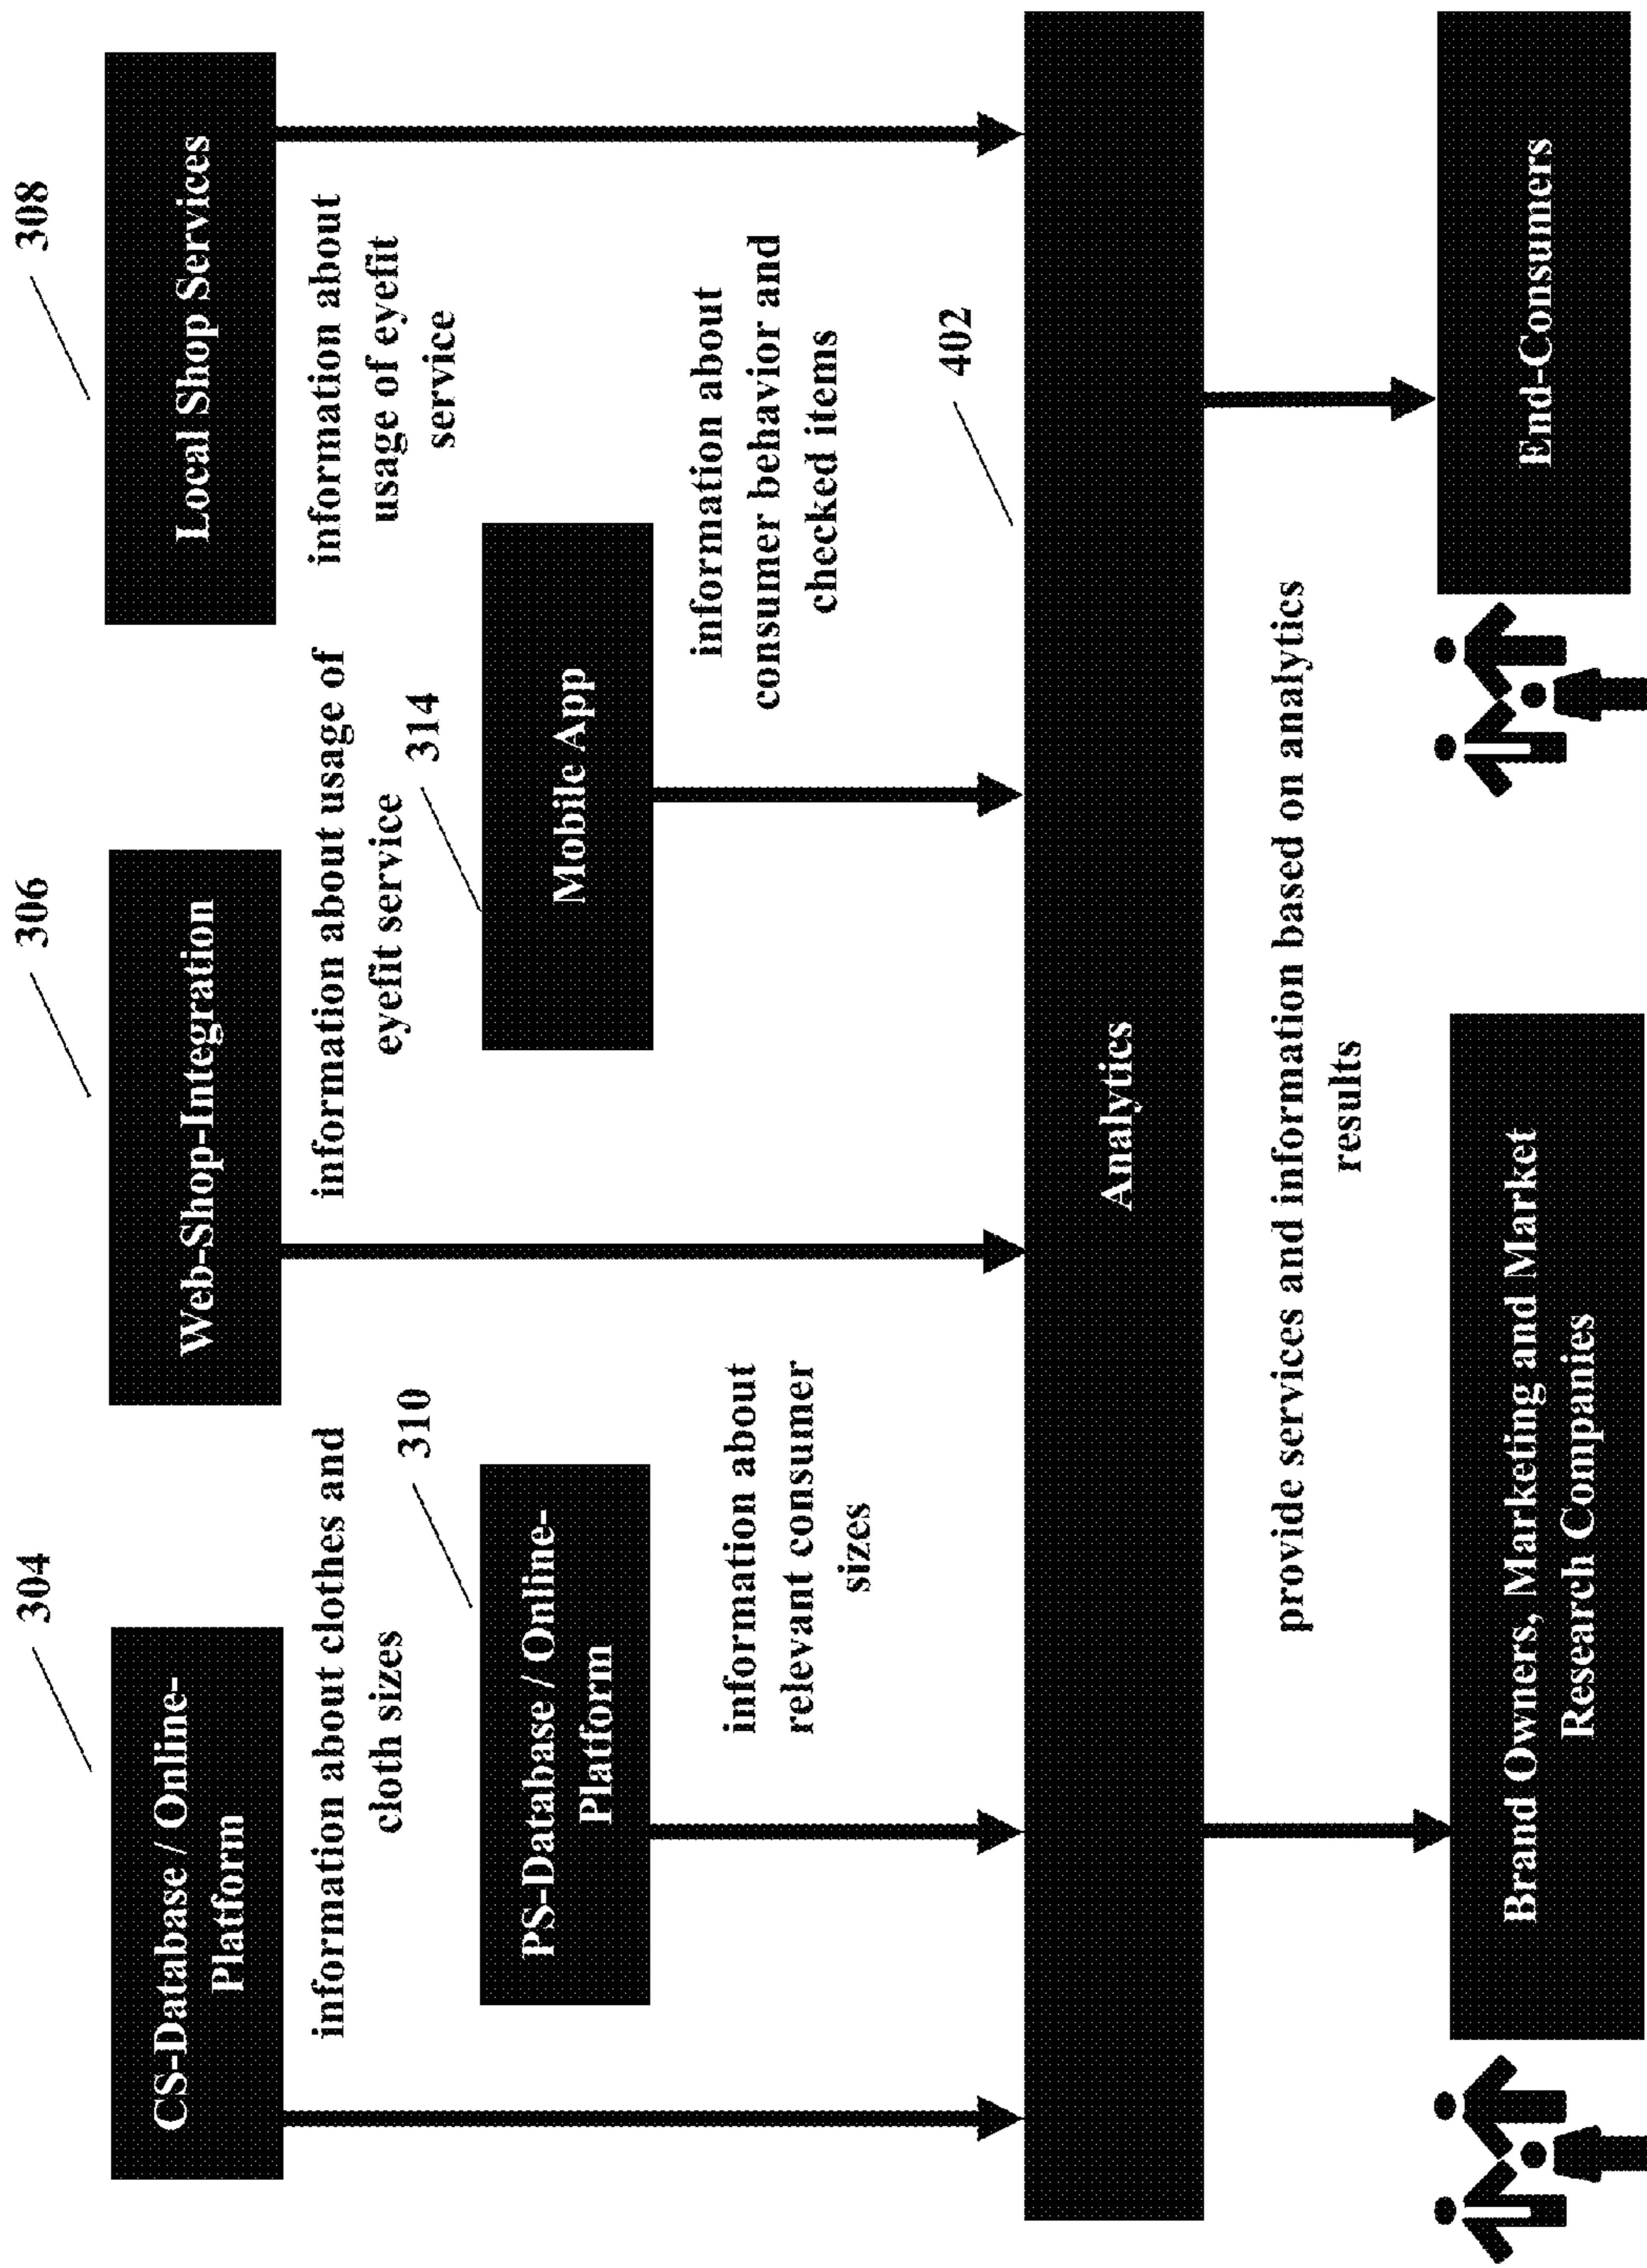 304
306
308
CS-Database / Online-
Platform
Web-Shop-Integration
Local Shop Services
information about clothes and
cloth sizes
information about usage of
eyefit service
information about
usage of eyefit
service
310
314
PS-Database / Online-
Platform
Mobile App
information about
relevant consumer
sizes
information about
consumer behavior and
checked items
402
Analytics
provide services and information based on analytics
results
Brand Owners, Marketing and Market
Research Companies
End-Consumers